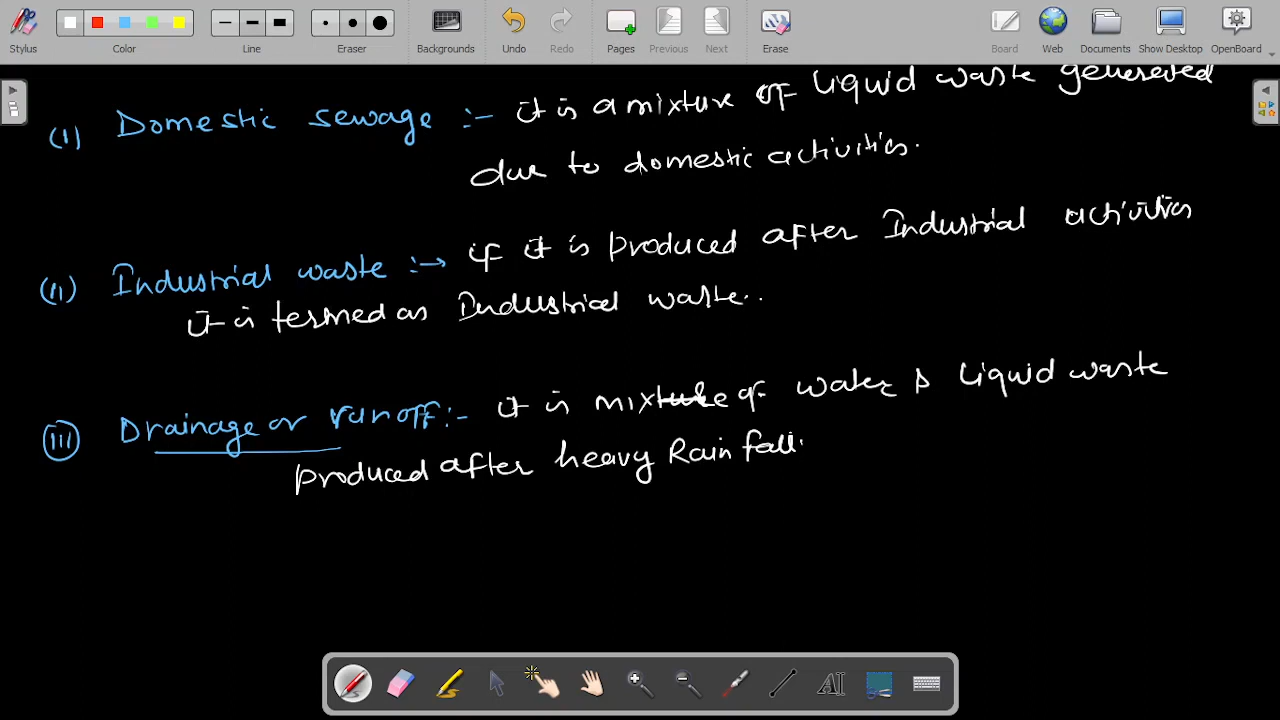 Stylus
Color
Line
Eraser
Backgrounds
Undo
Redo
Pages
Previous
Next
Erase
Board
Web
Documents
Show Desktop
OpenBoard
(I) Domestic sewage :- it is a mixture of Liquid waste generated
due to domestic activities.
(II) Industrial waste :→ if it is produced after Industrial activities
it is termed as Industrial waste..
(III) Drainage or runoff :- it is mixture of water & Liquid waste
produced after heavy Rain fall.